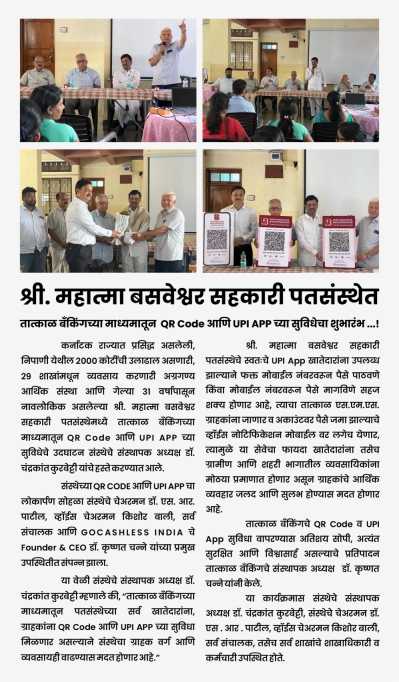 श्री. महात्मा बसवेश्वर सहकारी पतसंस्थेत
तात्काळ बँकिंगच्या माध्यमातून QR Code आणि UPI APP च्या सुविधेचा शुभारंभ ...!
कर्नाटक राज्यात प्रसिद्ध असलेली,
निपाणी येथील 2000 कोटींची उलाढाल असणारी,
29 शाखांमधून व्यवसाय करणारी अग्रगण्य
आर्थिक संस्था आणि गेल्या 31 वर्षांपासून
नावलौकिक असलेल्या श्री. महात्मा बसवेश्वर
सहकारी पतसंस्थेमध्ये तात्काळ बँकिंगच्या
माध्यमातून QR Code आणि UPI APP च्या
सुविधेचे उदघाटन संस्थेचे संस्थापक अध्यक्ष डॉ.
चंद्रकांत कुरबेट्टी यांचे हस्ते करण्यात आले.
संस्थेच्या QR Code आणि UPI APP चा
लोकार्पण सोहळा संस्थेचे चेअरमन डॉ. एस. आर.
पाटील, व्हॉईस चेअरमन किशोर बाली, सर्व
संचालक आणि GOCASHLESS INDIA चे
Founder & CEO डॉ. कृष्णत चन्ने यांच्या प्रमुख
उपस्थितीत संपन्न झाला.
या वेळी संस्थेचे संस्थापक अध्यक्ष डॉ.
चंद्रकांत कुरबेट्टी म्हणाले की, "तात्काळ बँकिंगच्या
माध्यमातून पतसंस्थेच्या सर्व खातेदारांना,
ग्राहकांना QR Code आणि UPI APP च्या सुविधा
मिळणार असल्याने संस्थेचा ग्राहक वर्ग आणि
व्यवसायही वाढण्यास मदत होणार आहे."
श्री. महात्मा बसवेश्वर सहकारी
पतसंस्थेचे स्वतःचे UPI App खातेदारांना उपलब्ध
झाल्याने फक्त मोबाईल नंबरवरून पैसे पाठवणे
किंवा मोबाईल नंबरवरून पैसे मागविणे सहज
शक्य होणार आहे, त्याचा तात्काळ एस.एम.एस.
ग्राहकांना जाणार व अकाउंटवर पैसे जमा झाल्याचे
व्हॉईस नोटिफिकेशन मोबाईल वर लगेच येणार,
त्यामुळे या सेवेचा फायदा खातेदारांना तसेच
ग्रामीण आणि शहरी भागातील व्यवसायिकांना
मोठया प्रमाणात होणार असून ग्राहकांचे आर्थिक
व्यवहार जलद आणि सुलभ होण्यास मदत होणार
आहे.
तात्काळ बँकिंगचे QR Code व UPI
App सुविधा वापरण्यास अतिशय सोपी, अत्यंत
सुरक्षित आणि विश्वासार्ह असल्याचे प्रतिपादन
तात्काळ बँकिंगचे संस्थापक अध्यक्ष डॉ. कृष्णत
चन्ने यांनी केले.
या कार्यक्रमास संस्थेचे संस्थापक
अध्यक्ष डॉ. चंद्रकांत कुरबेट्टी, संस्थेचे चेअरमन डॉ.
एस . आर . पाटील, व्हॉईस चेअरमन किशोर बाली,
सर्व संचालक, तसेच सर्व शाखांचे शाखाधिकारी व
कर्मचारी उपस्थित होते.